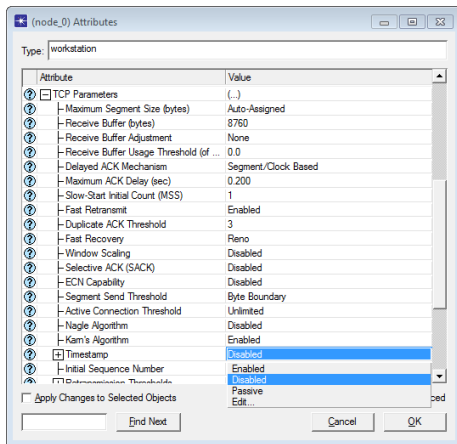 (node_0) Attributes
Type: workstation
Attribute Value
TCP Parameters (...)
Maximum Segment Size (bytes) Auto-Assigned
Receive Buffer (bytes) 8760
Receive Buffer Adjustment None
Receive Buffer Usage Threshold (of ... 0.0
Delayed ACK Mechanism Segment/Clock Based
Maximum ACK Delay (sec) 0.200
Slow-Start Initial Count (MSS) 1
Fast Retransmit Enabled
Duplicate ACK Threshold 3
Fast Recovery Reno
Window Scaling Disabled
Selective ACK (SACK) Disabled
ECN Capability Disabled
Segment Send Threshold Byte Boundary
Active Connection Threshold Unlimited
Nagle Algorithm Disabled
Karn's Algorithm Enabled
Timestamp Disabled
Initial Sequence Number Enabled
Disabled
Passive
Edit...
Apply Changes to Selected Objects
Find Next Cancel OK